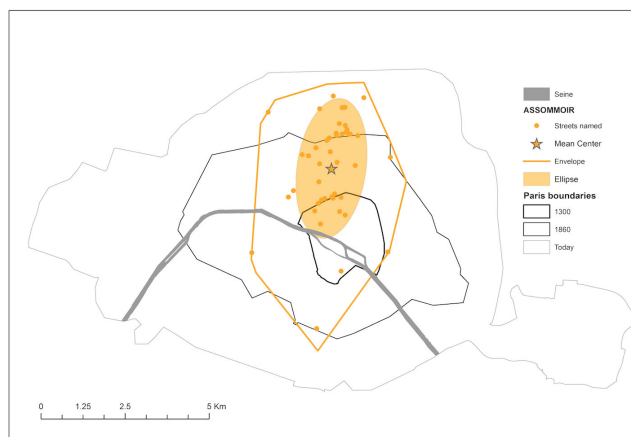 Seine
ASSOMMOIR
Streets named
Mean Center
Envelope
Ellipse
Paris boundaries
1300
1860
Today
0 1.25 2.5 5 Km